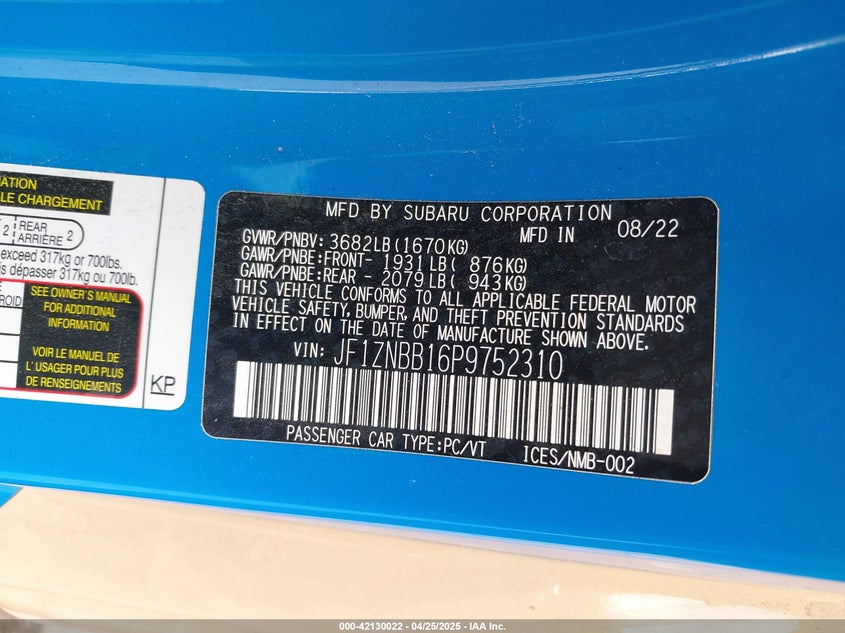 ATION
LE CHARGEMENT
2 REAR
ARRIÈRE 2
exceed 317kg or 700lbs.
is dépasser 317kg ou 700lb.
SEE OWNER'S MANUAL
FOR ADDITIONAL
INFORMATION
VOIR LE MANUEL
L' USAGER POUR PLUS
DE RENSEIGNEMENTS
KP
MFD BY SUBARU CORPORATION
MFD IN 08/22
GVWR/PNBV: 3682LB(1670KG)
GAWR/PNBE:FRONT- 1931LB( 876KG)
GAWR/PNBE:REAR - 2079LB( 943KG)
THIS VEHICLE CONFORMS TO ALL APPLICABLE FEDERAL MOTOR
VEHICLE SAFETY, BUMPER, AND THEFT PREVENTION STANDARDS
IN EFFECT ON THE DATE OF MANUFACTURE SHOWN ABOVE.
VIN: JF1ZNBB16P9752310
PASSENGER CAR TYPE:PC/VT ICES/NMB-002
000-42130022 - 04/25/2025 - IAA Inc.